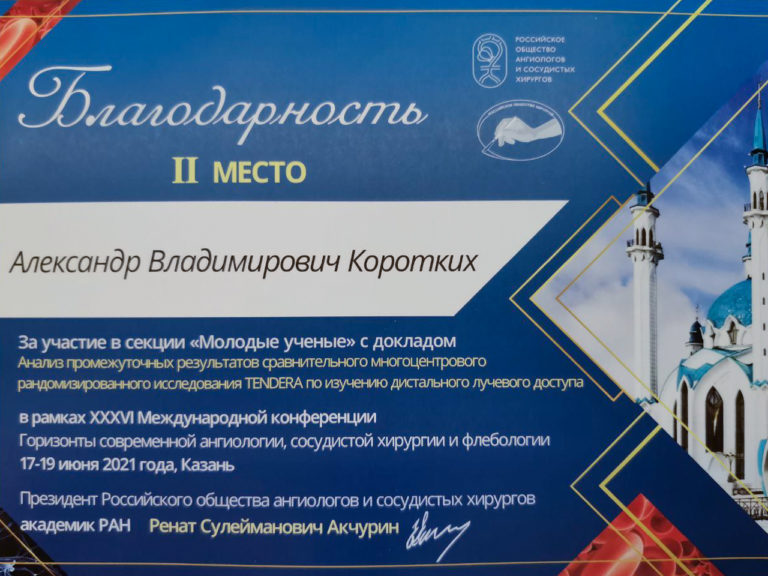 РОССИЙСКОЕ
ОБЩЕСТВО
АНГИОЛОГОВ
И СОСУДИСТЫХ
ХИРУРГОВ
Благодарность
II МЕСТО
Александр Владимирович Коротких
За участие в секции «Молодые ученые» с докладом
Анализ промежуточных результатов сравнительного многоцентрового
рандомизированного исследования TENDERA по изучению дистального лучевого доступа
в рамках XXXVI Международной конференции
Горизонты современной ангиологии, сосудистой хирургии и флебологии
17-19 июня 2021 года, Казань
Президент Российского общества ангиологов и сосудистых хирургов
академик РАН Ренат Сулейманович Акчурин